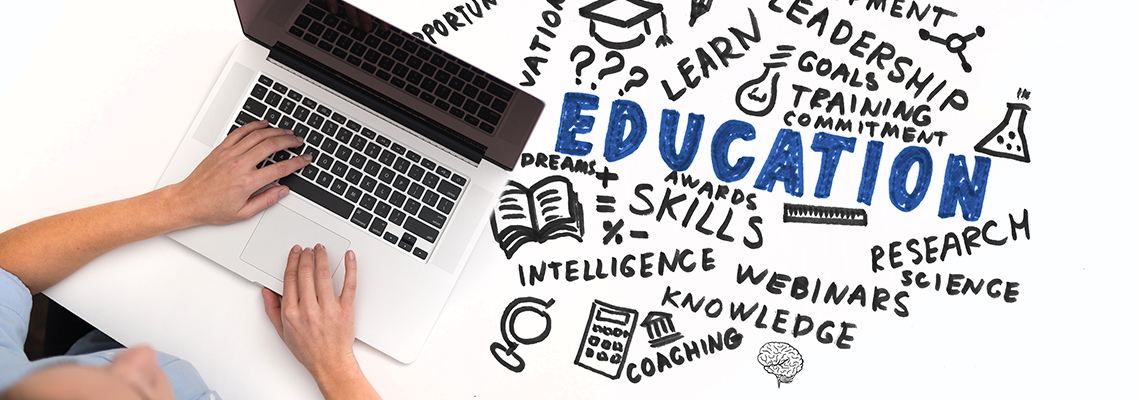 LEADERSHIP
LEARN
GOALS
TRAINING
COMMITMENT
EDUCATION
DREAMS
AWARDS
SKILLS
RESEARCH
SCIENCE
INTELLIGENCE
WEBINARS
KNOWLEDGE
COACHING